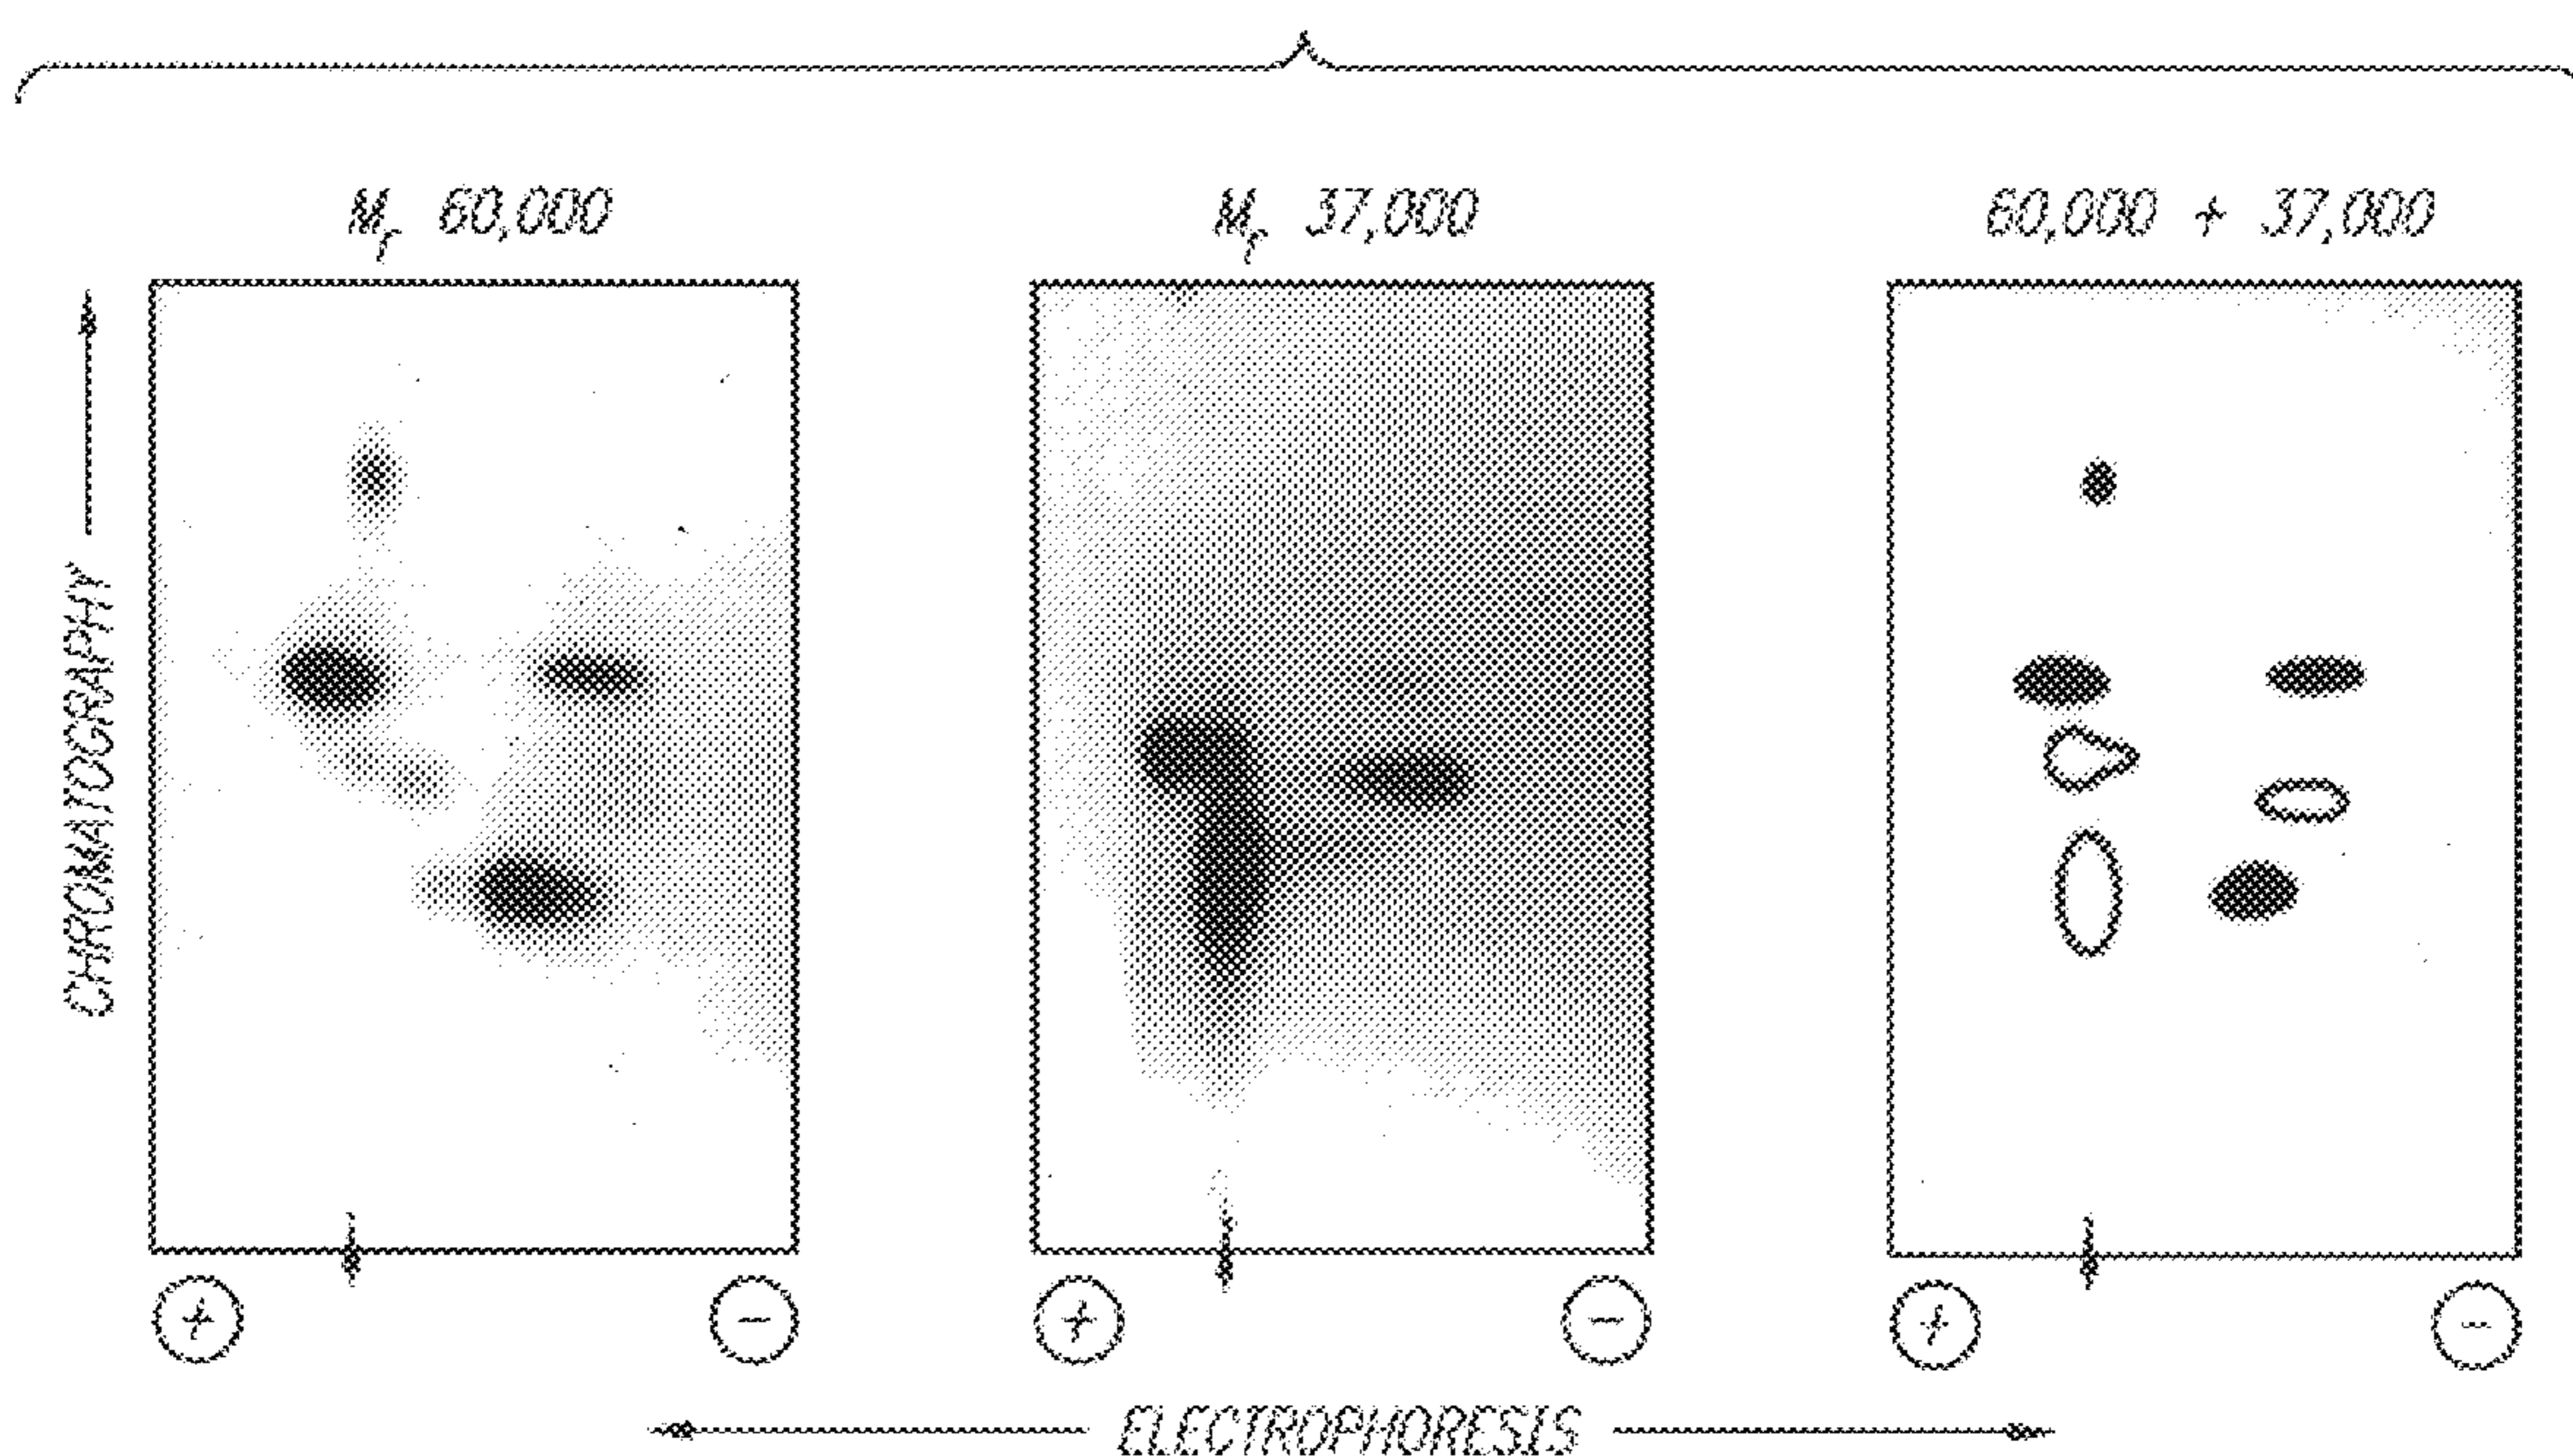 Mr 60,000
Mr 37,000
60,000 + 37,000
CHROMATOGRAPHY
+ −
+ −
+ −
ELECTROPHORESIS